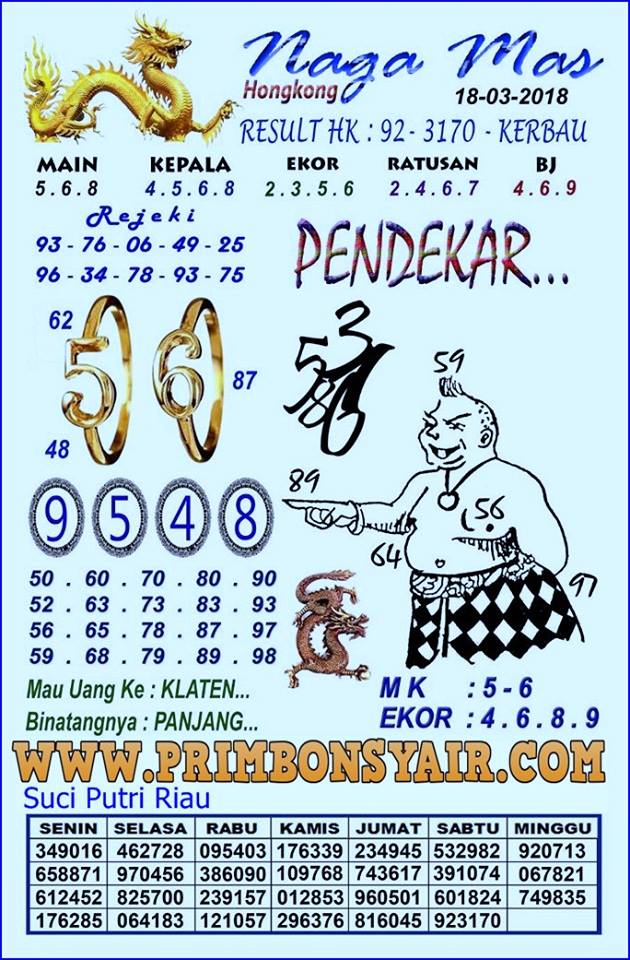 Naga Mas
Hongkong 18-03-2018
RESULT HK : 92- 3170 - KERBAU
MAIN KEPALA EKOR RATUSAN BJ
5.6.8 4.5.6.8 2.3.5.6 2.4.6.7 4.6.9
Rejeki
93 - 76 - 06 - 49 - 25
96 - 34 - 78 - 93 - 75
PENDEKAR...
62
5 6
87
48
3
5
8
6
59
89
56
64
97
9 5 4 8
50 . 60 . 70 . 80 . 90
52 . 63 . 73 . 83 . 93
56 . 65 . 78 . 87 . 97
59 . 68 . 79 . 89 . 98
Mau Uang Ke : KLATEN...
Binatangnya : PANJANG...
M K : 5 - 6
EKOR : 4 . 6 . 8 . 9
WWW.PRIMBONSYAIR.COM
Suci Putri Riau
SENIN SELASA RABU KAMIS JUMAT SABTU MINGGU
349016 462728 095403 176339 234945 532982 920713
658871 970456 386090 109768 743617 391074 067821
612452 825700 239157 012853 960501 601824 749835
176285 064183 121057 296376 816045 923170